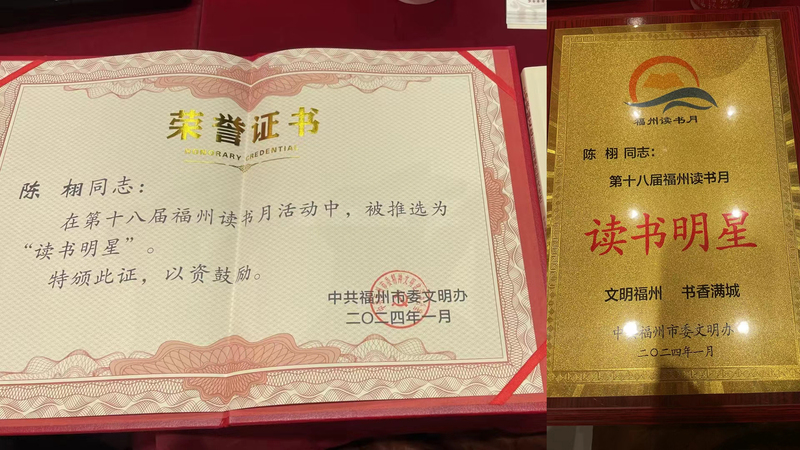 荣誉证书
HONORARY CREDENTIAL
陈 栩同志：
在第十八届福州读书月活动中，被推选为
“读书明星”。
特颁此证，以资鼓励。
中共福州市委文明办
二〇二四年一月
福州读书月
陈 栩 同志：
第十八届福州读书月
读书明星
文明福州 书香满城
中共福州市委文明办
二〇二四年一月